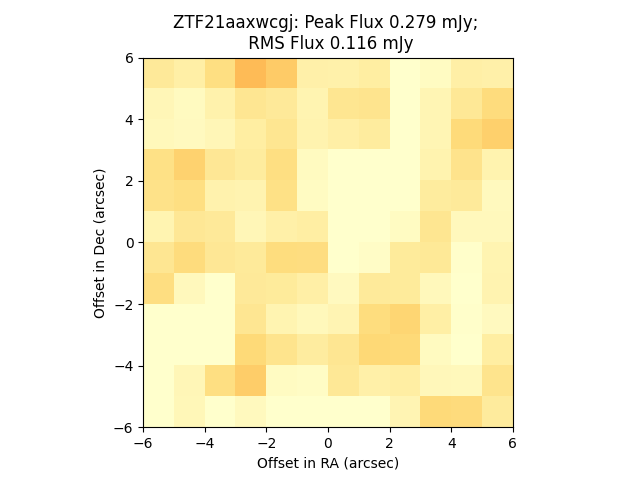 ZTF21aaxwcgj: Peak Flux 0.279 mJy;
RMS Flux 0.116 mJy
6
4
2
0
−2
−4
−6
Offset in Dec (arcsec)
−6 −4 −2 0 2 4 6
Offset in RA (arcsec)